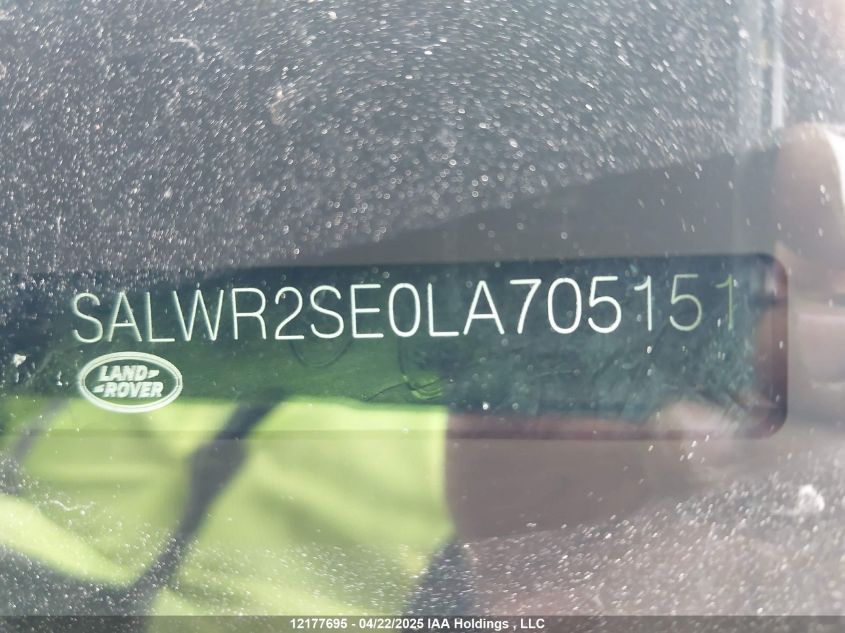 SALWR2SE0LA705151
LAND-
-ROVER
12177695 - 04/22/2025 IAA Holdings , LLC